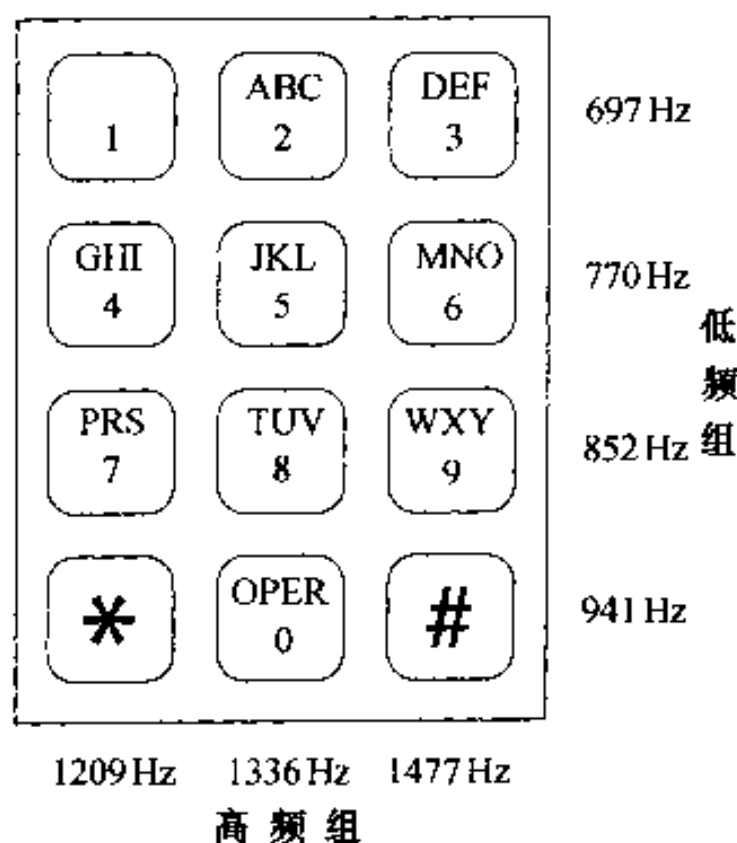 ABC DEF
1 2 3 697 Hz
GHI JKL MNO
4 5 6 770 Hz
低
频
组
PRS TUV WXY
7 8 9 852 Hz
OPER
* 0 # 941 Hz
1209 Hz 1336 Hz 1477 Hz
高频组